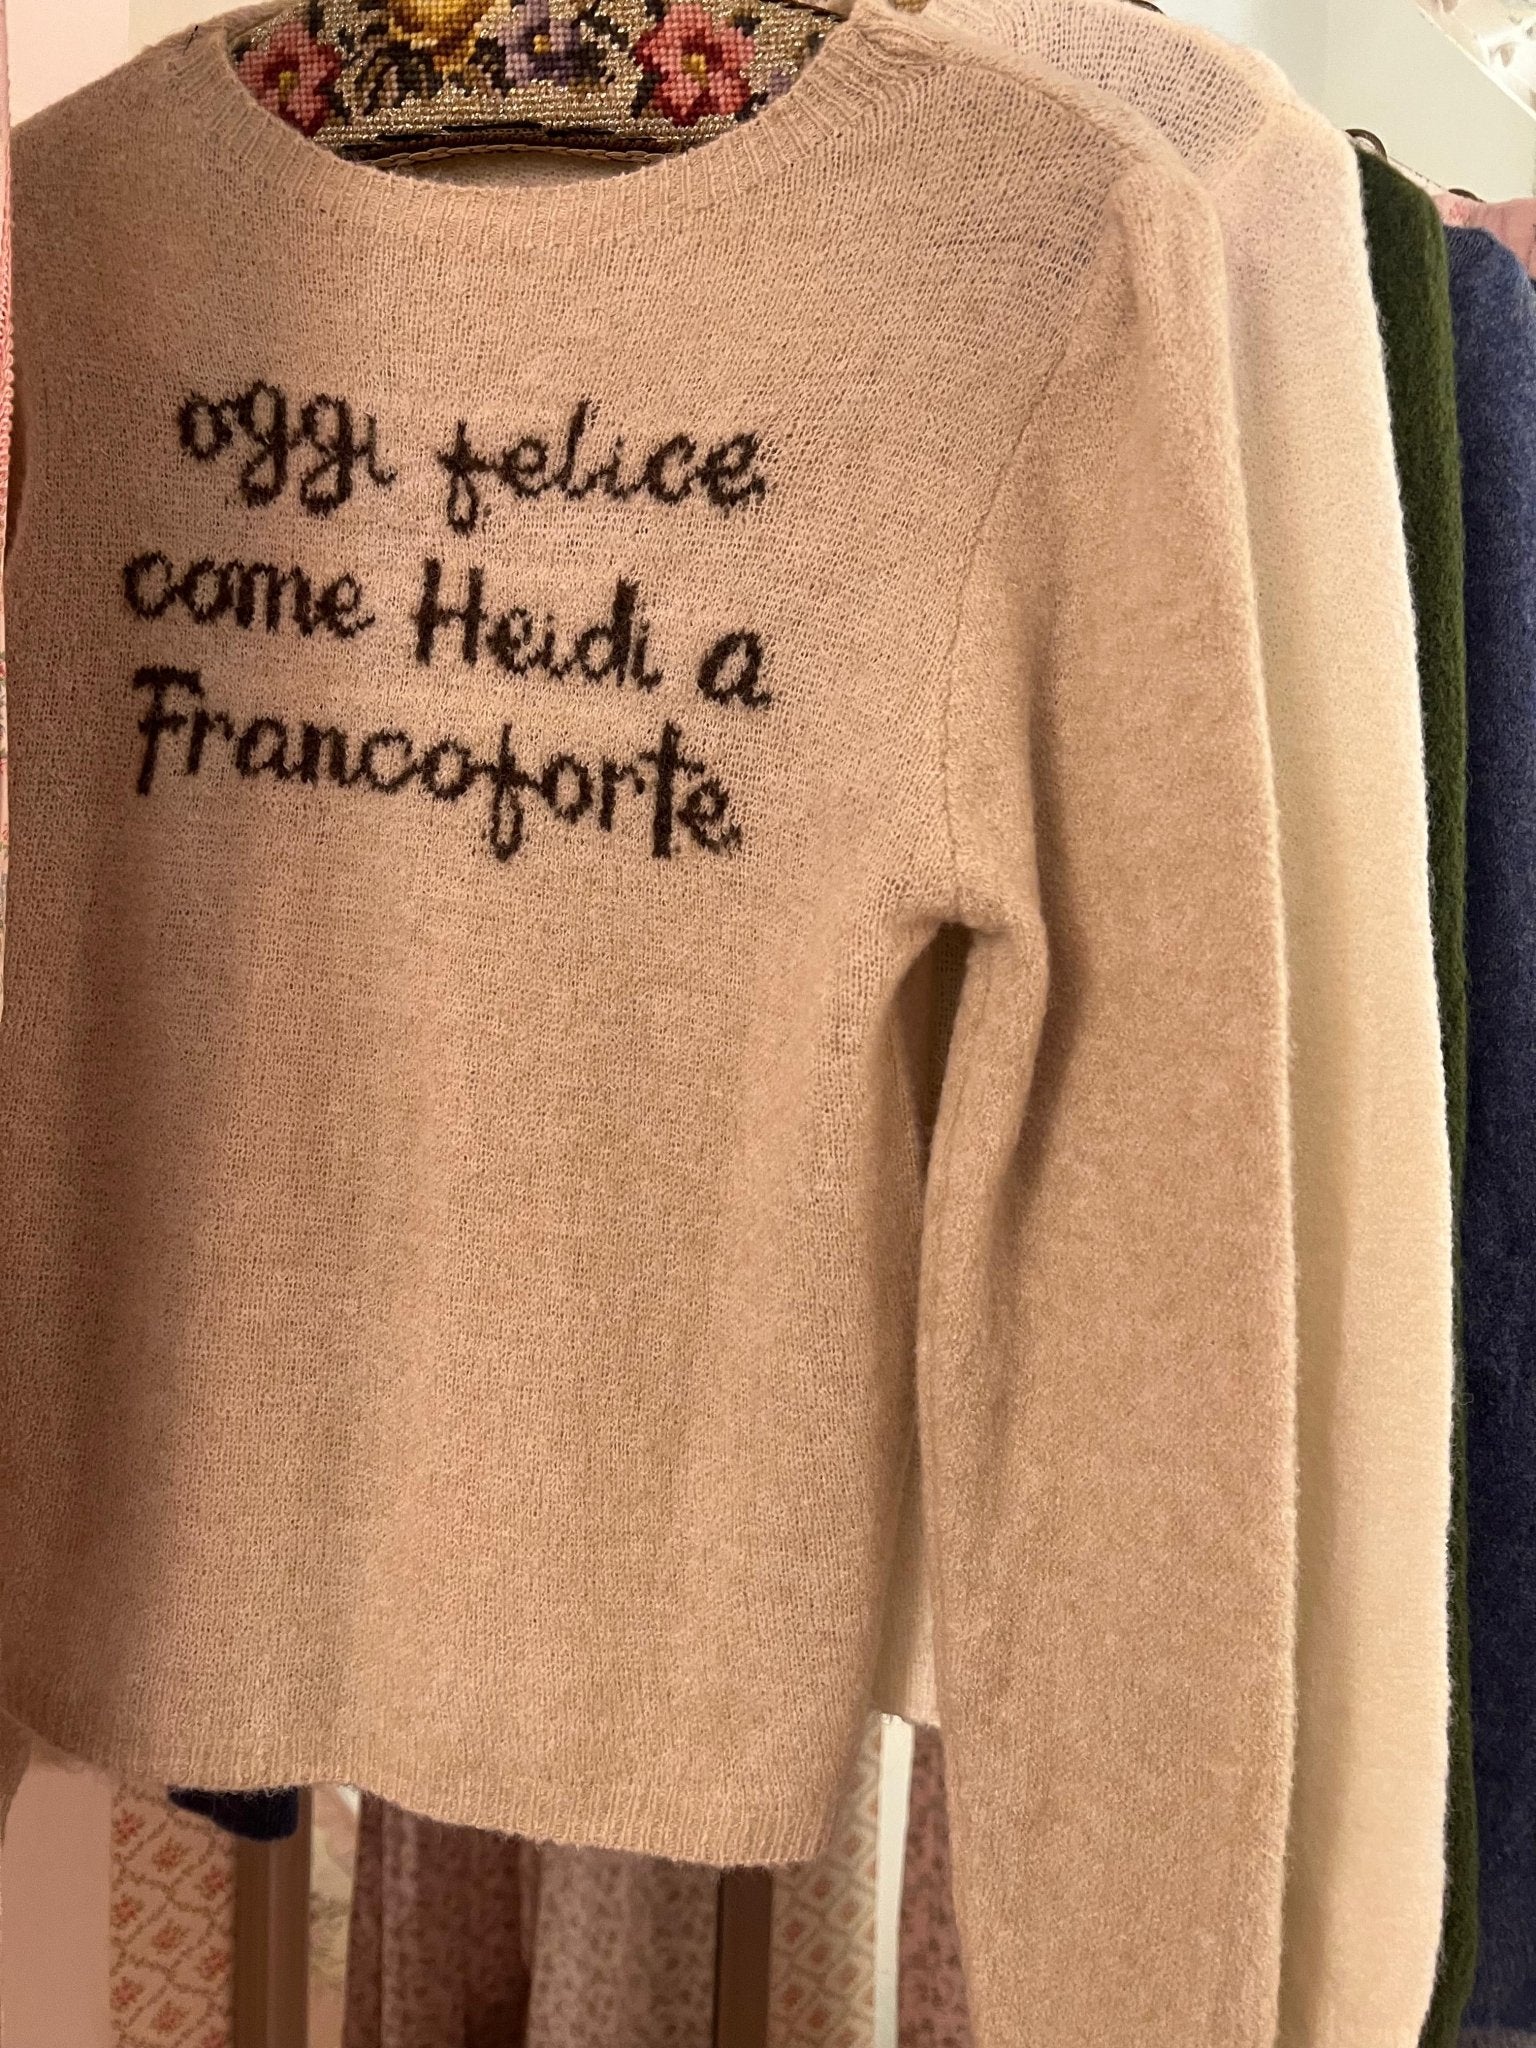 oggi felice
come Heidi a
Francoforte